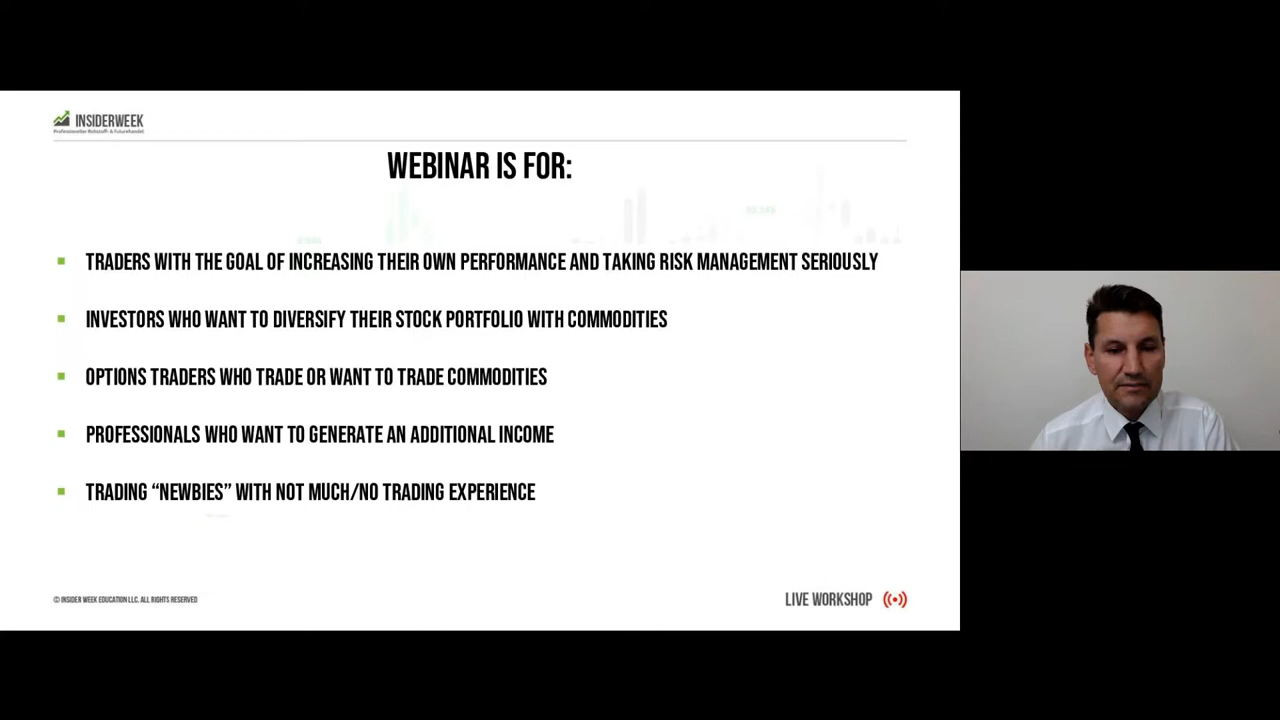 INSIDERWEEK
Professioneller Rohstoff- & Futurehandel
WEBINAR IS FOR:
TRADERS WITH THE GOAL OF INCREASING THEIR OWN PERFORMANCE AND TAKING RISK MANAGEMENT SERIOUSLY
INVESTORS WHO WANT TO DIVERSIFY THEIR STOCK PORTFOLIO WITH COMMODITIES
OPTIONS TRADERS WHO TRADE OR WANT TO TRADE COMMODITIES
PROFESSIONALS WHO WANT TO GENERATE AN ADDITIONAL INCOME
TRADING “NEWBIES” WITH NOT MUCH/NO TRADING EXPERIENCE
© INSIDER WEEK EDUCATION LLC. ALL RIGHTS RESERVED
LIVE WORKSHOP